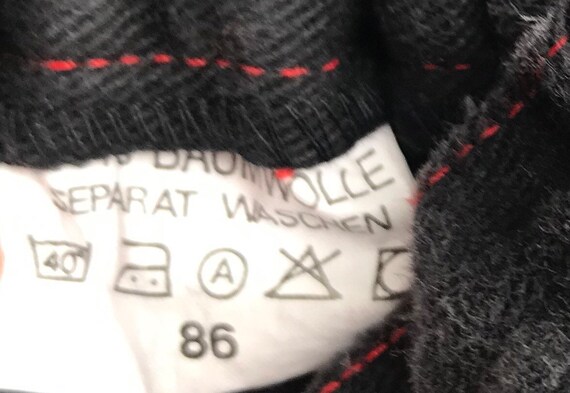 BAUMWOLLE
SEPARAT WASCHEN
40° A
86